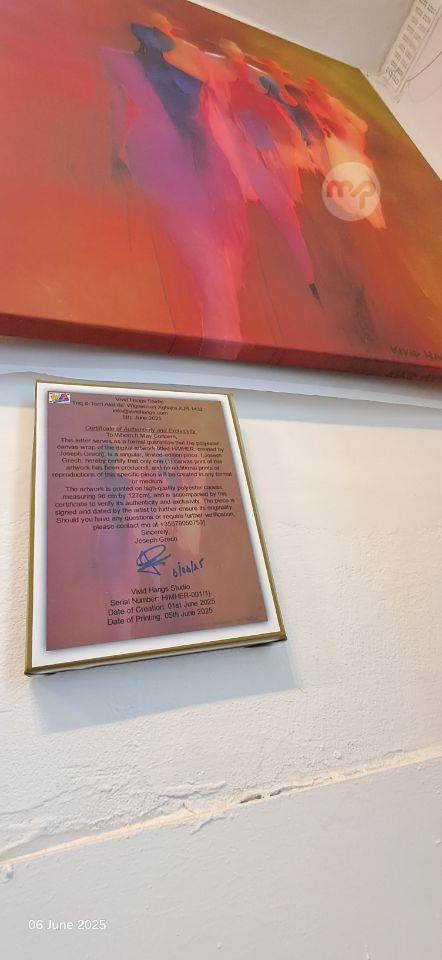 mp
Vivid Hangs Studio
info@vividhangs.com
5th, June 2025
Certificate of Authenticity and Exclusivity
To Whom It May Concern,
This letter serves as a formal guarantee that the polyester
canvas wrap of the digital artwork titled H/MHER, created by
Joseph Grech], is a singular, limited-edition piece. I, Joseph
Grech, hereby certify that only one (1) canvas print of this
artwork has been produced, and no additional prints or
reproductions of this specific piece will be created in any format
or medium.
The artwork is printed on high-quality polyester canvas,
measuring 96 cm by 127cm], and is accompanied by this
certificate to verify its authenticity and exclusivity. The piece is
signed and dated by the artist to further ensure its originality.
Should you have any questions or require further verification,
please contact me at +35679050753]
Sincerely,
Joseph Grech
Vivid Hangs Studio
Serial Number: H/MHER-001/1]
Date of Creation: 01st June 2025
Date of Printing: 05th June 2025
06 June 2025